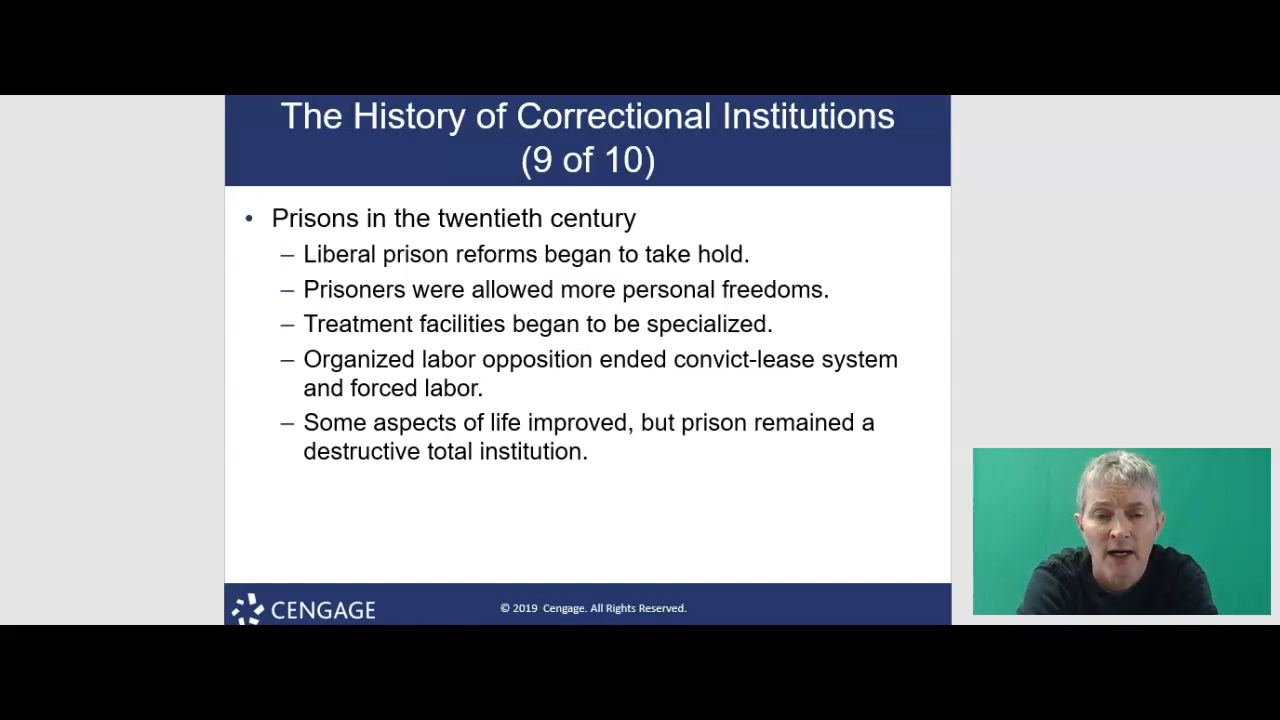 The History of Correctional Institutions
(9 of 10)
• Prisons in the twentieth century
– Liberal prison reforms began to take hold.
– Prisoners were allowed more personal freedoms.
– Treatment facilities began to be specialized.
– Organized labor opposition ended convict-lease system
and forced labor.
– Some aspects of life improved, but prison remained a
destructive total institution.
CENGAGE
© 2019 Cengage. All Rights Reserved.